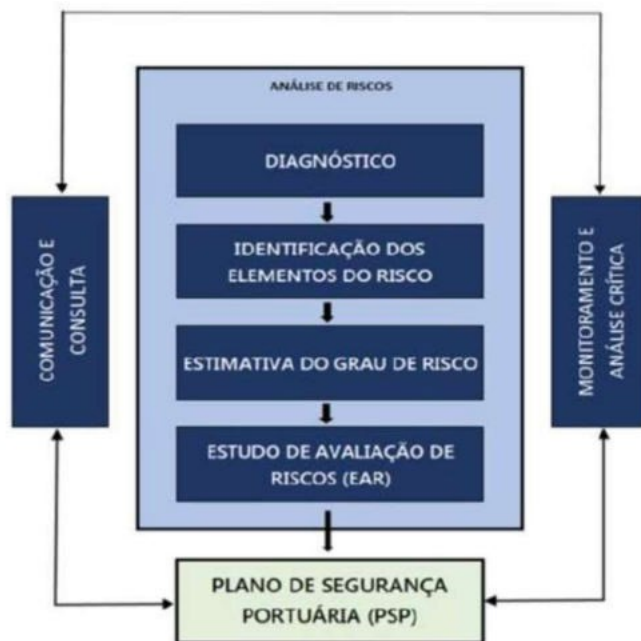 ANÁLISE DE RISCOS
DIAGNÓSTICO
IDENTIFICAÇÃO DOS
ELEMENTOS DO RISCO
ESTIMATIVA DO GRAU DE RISCO
ESTUDO DE AVALIAÇÃO DE
RISCOS (EAR)
COMUNICAÇÃO E
CONSULTA
MONITORAMENTO E
ANÁLISE CRÍTICA
PLANO DE SEGURANÇA
PORTUÁRIA (PSP)